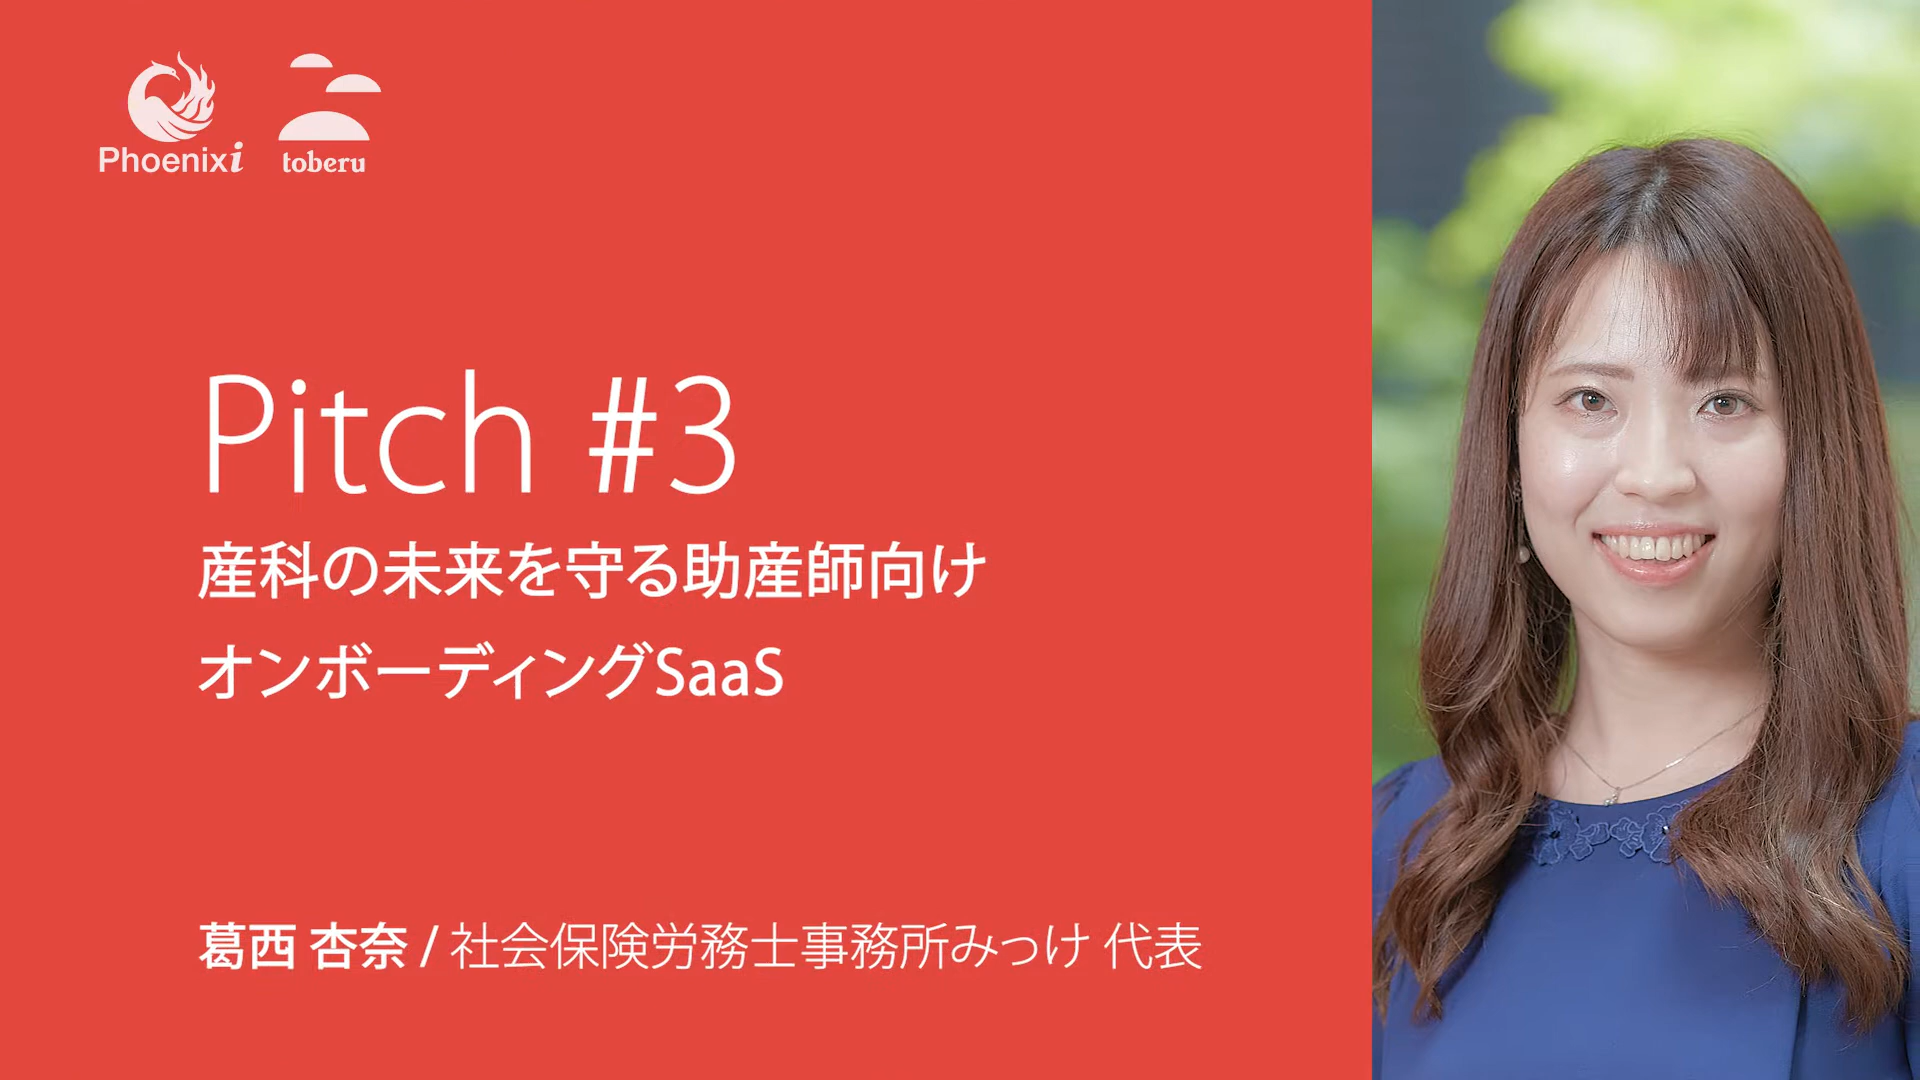 Phoenixi
toberu
Pitch #3
産科の未来を守る助産師向け
オンボーディングSaaS
葛西 杏奈 / 社会保険労務士事務所みっけ 代表